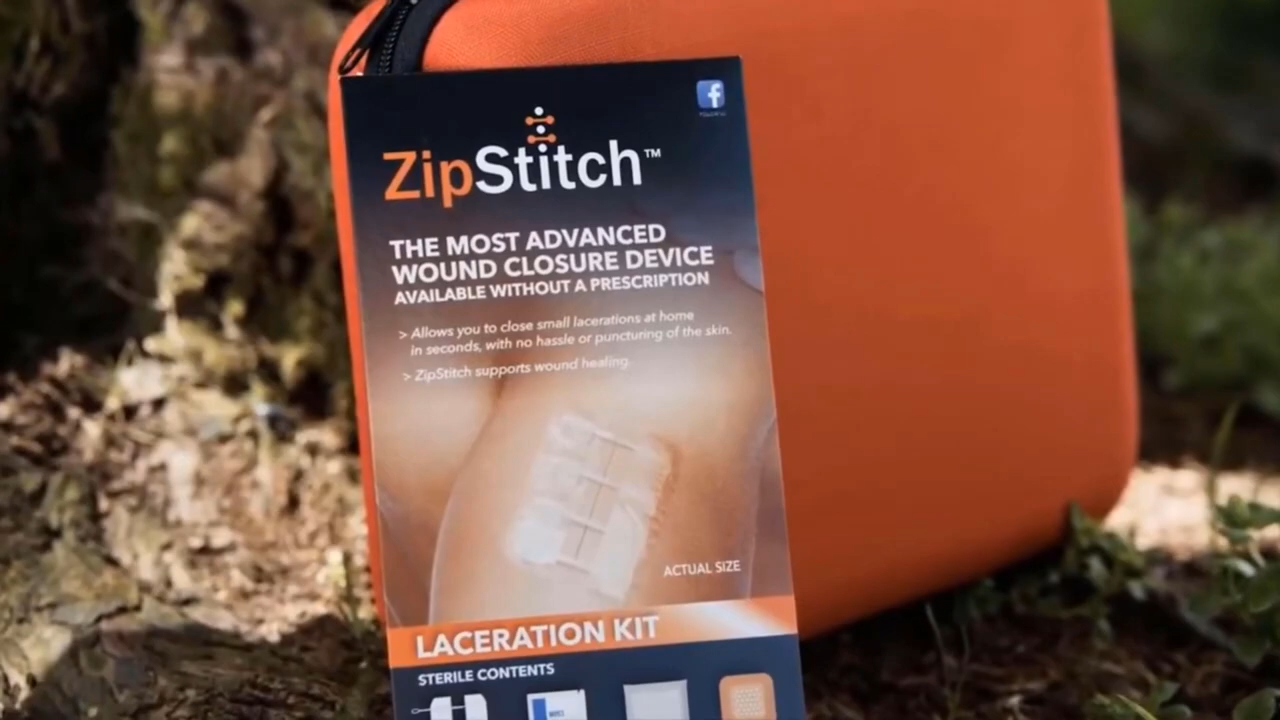 ZipStitch™
THE MOST ADVANCED
WOUND CLOSURE DEVICE
AVAILABLE WITHOUT A PRESCRIPTION
> Allows you to close small lacerations at home
in seconds, with no hassle or puncturing of the skin.
> ZipStitch supports wound healing.
ACTUAL SIZE
LACERATION KIT
STERILE CONTENTS